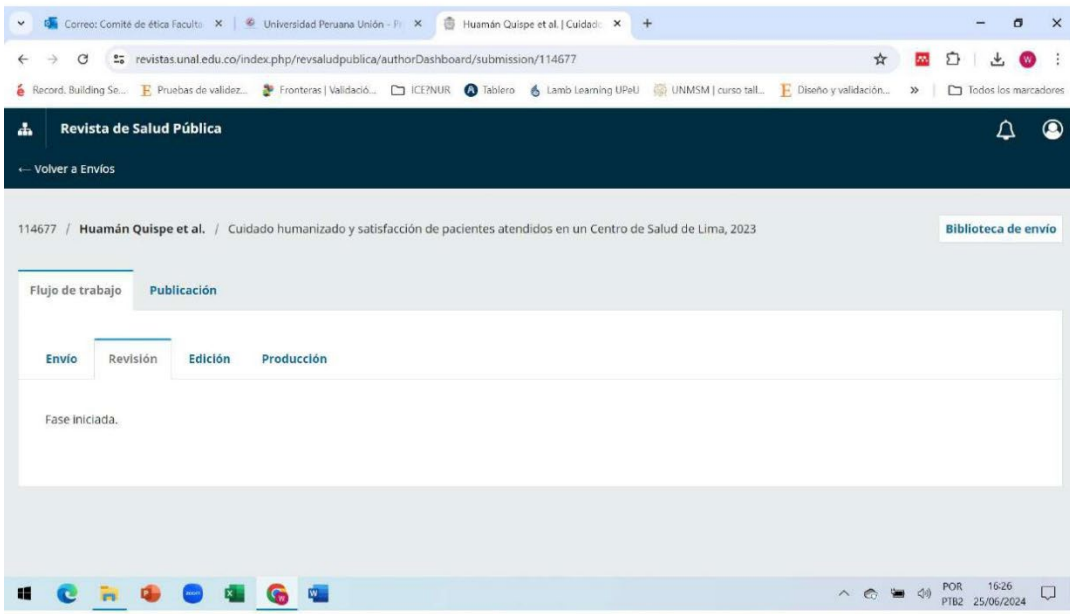 Correo: Comité de ética Faculta
Universidad Peruana Unión - Pr
Huamán Quispe et al. | Cuidado
revistas.unal.edu.co/index.php/revsaludpublica/authorDashboard/submission/114677
Record. Building Se...
Pruebas de validez...
Fronteras | Validació...
ICE?NUR
Tablero
Lamb Learning UPeU
UNMSM | curso tall...
Diseño y validación...
Todos los marcadores
Revista de Salud Pública
← Volver a Envíos
114677 / Huamán Quispe et al. / Cuidado humanizado y satisfacción de pacientes atendidos en un Centro de Salud de Lima, 2023
Biblioteca de envío
Flujo de trabajo Publicación
Envío Revisión Edición Producción
Fase iniciada.
POR 16:26
PTB2 25/06/2024